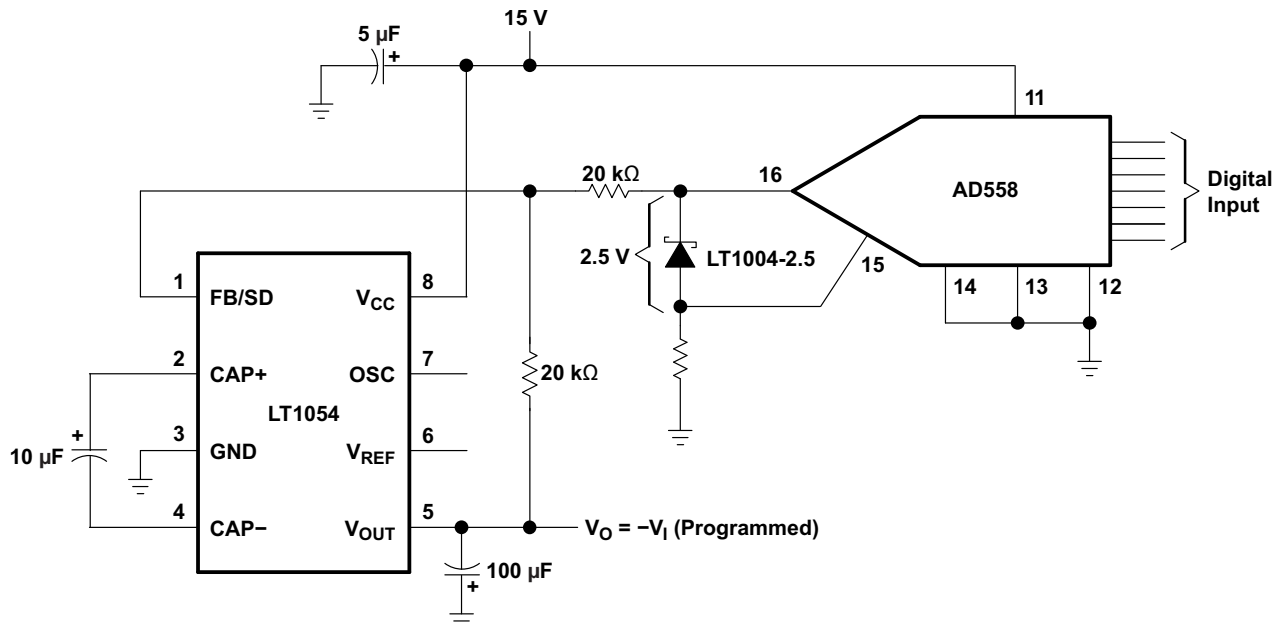 15 V
5 µF
+
11
20 kΩ
16
AD558
Digital
Input
2.5 V
LT1004-2.5
15
14
13
12
1
FB/SD
V_CC
8
2
CAP+
OSC
7
20 kΩ
LT1054
+
10 µF
3
GND
V_REF
6
4
CAP−
V_OUT
5
V_O = −V_I (Programmed)
100 µF
+